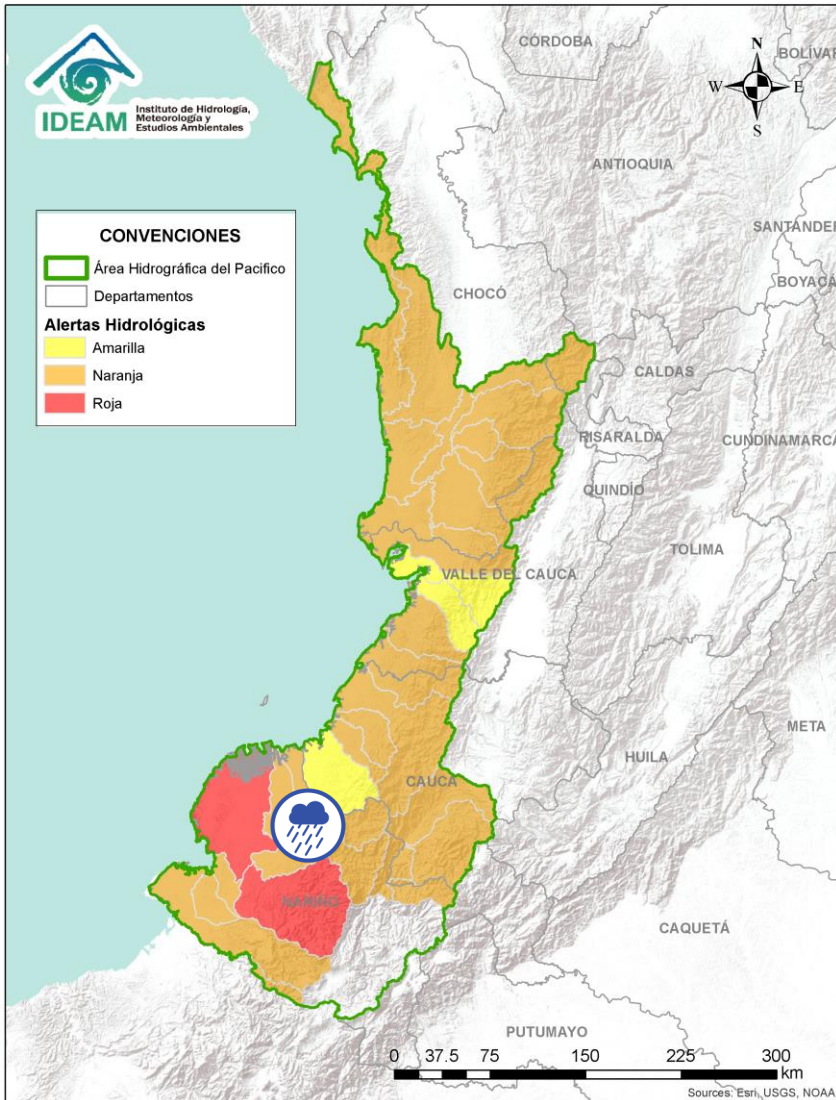 IDEAM
Instituto de Hidrología,
Meteorología y
Estudios Ambientales
CÓRDOBA
BOLÍVAR
N
W
E
S
ANTIOQUIA
SANTANDER
BOYACÁ
CONVENCIONES
Área Hidrográfica del Pacifico
Departamentos
Alertas Hidrológicas
Amarilla
Naranja
Roja
CHOCÓ
CALDAS
RISARALDA
CUNDINAMARCA
QUINDÍO
TOLIMA
VALLE DEL CAUCA
META
HUILA
CAUCA
NARIÑO
CAQUETÁ
PUTUMAYO
0 37.5 75 150 225 300
km
Sources: Esri, USGS, NOAA